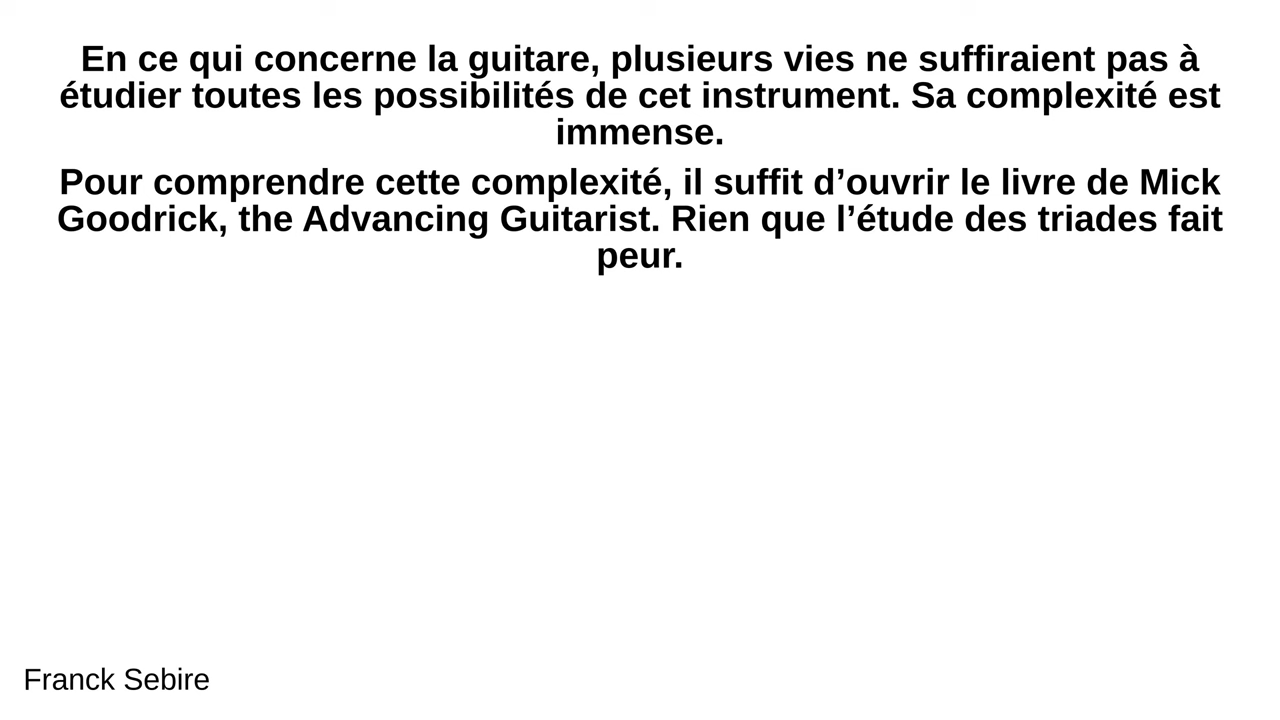 En ce qui concerne la guitare, plusieurs vies ne suffiraient pas à
étudier toutes les possibilités de cet instrument. Sa complexité est
immense.
Pour comprendre cette complexité, il suffit d’ouvrir le livre de Mick
Goodrick, the Advancing Guitarist. Rien que l’étude des triades fait
peur.
Franck Sebire